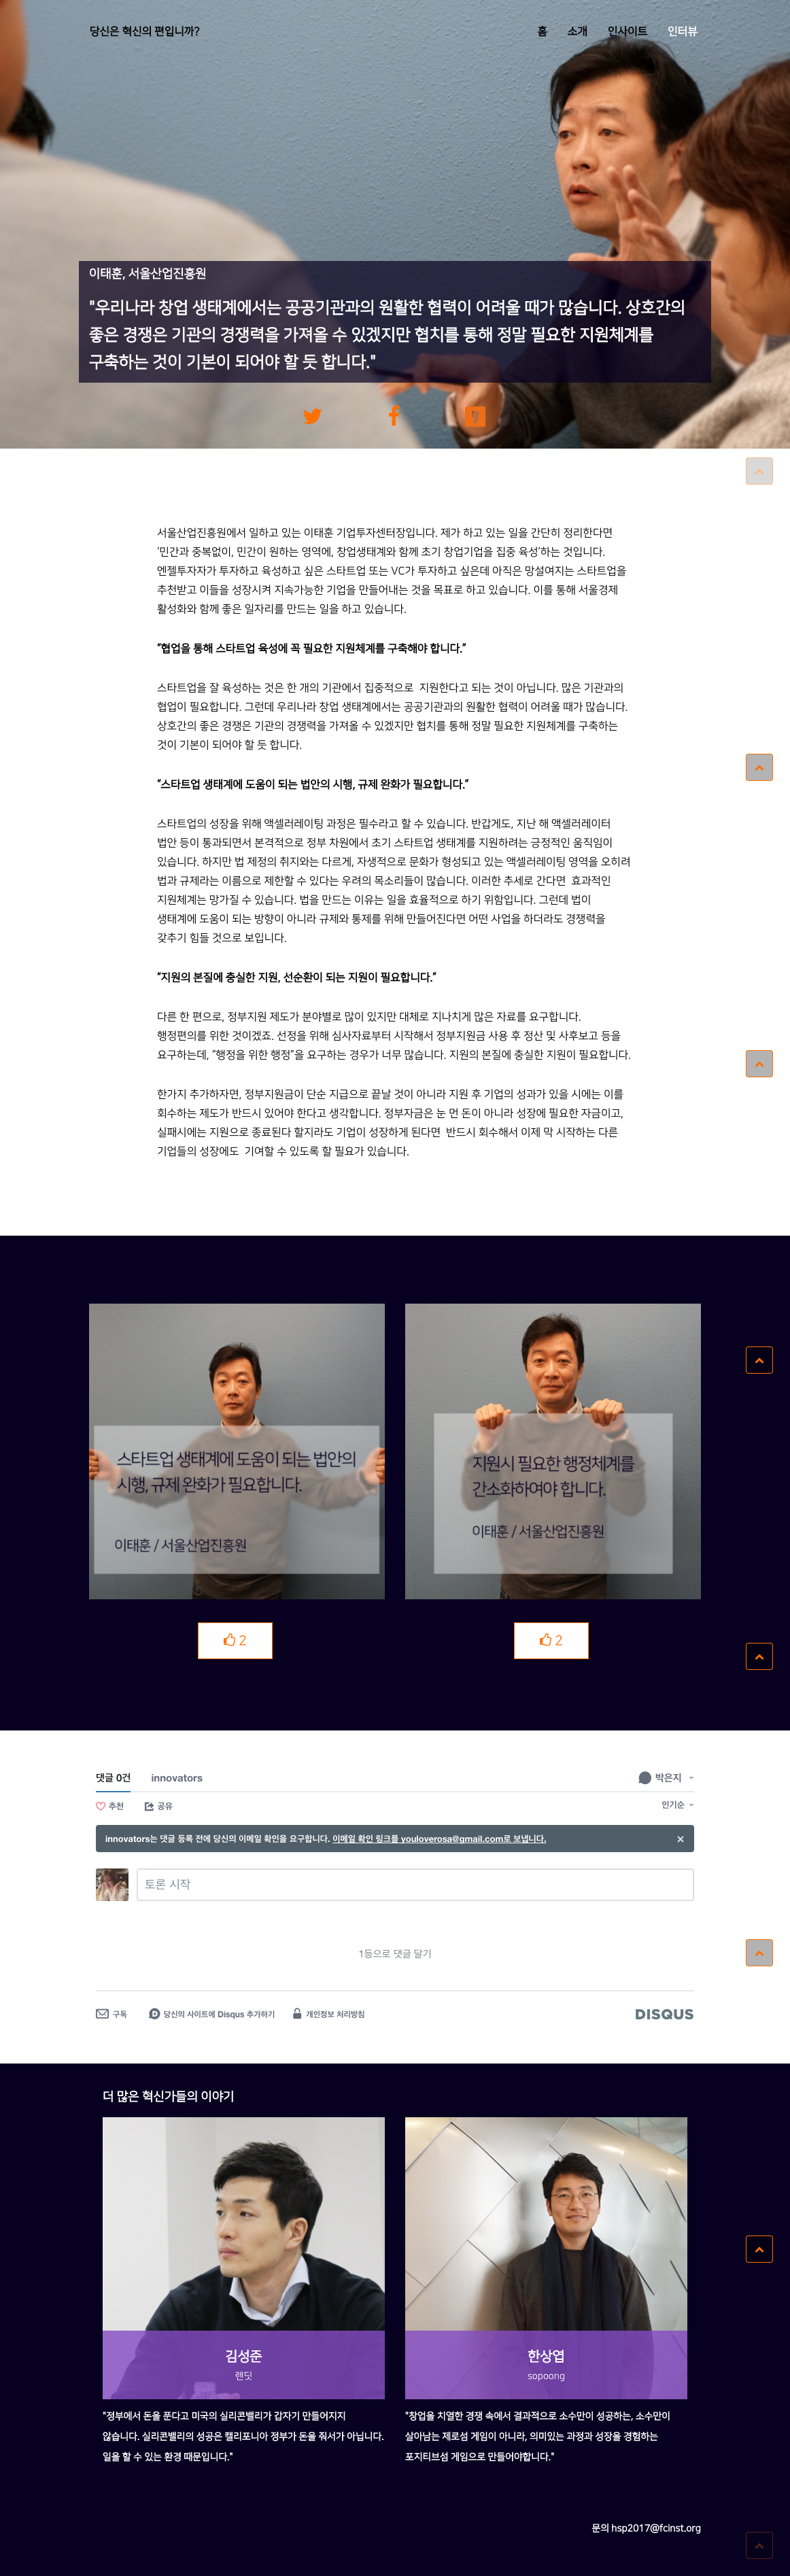 당신은 혁신의 편입니까?
홈 소개 인사이트 인터뷰
이태훈, 서울산업진흥원
"우리나라 창업 생태계에서는 공공기관과의 원활한 협력이 어려울 때가 많습니다. 상호간의
좋은 경쟁은 기관의 경쟁력을 가져올 수 있겠지만 협치를 통해 정말 필요한 지원체계를
구축하는 것이 기본이 되어야 할 듯 합니다."
서울산업진흥원에서 일하고 있는 이태훈 기업투자센터장입니다. 제가 하고 있는 일을 간단히 정리한다면
‘민간과 중복없이, 민간이 원하는 영역에, 창업생태계와 함께 초기 창업기업을 집중 육성’하는 것입니다.
엔젤투자자가 투자하고 육성하고 싶은 스타트업 또는 VC가 투자하고 싶은데 아직은 망설여지는 스타트업을
추천받고 이들을 성장시켜 지속가능한 기업을 만들어내는 것을 목표로 하고 있습니다. 이를 통해 서울경제
활성화와 함께 좋은 일자리를 만드는 일을 하고 있습니다.
“협업을 통해 스타트업 육성에 꼭 필요한 지원체계를 구축해야 합니다.”
스타트업을 잘 육성하는 것은 한 개의 기관에서 집중적으로 지원한다고 되는 것이 아닙니다. 많은 기관과의
협업이 필요합니다. 그런데 우리나라 창업 생태계에서는 공공기관과의 원활한 협력이 어려울 때가 많습니다.
상호간의 좋은 경쟁은 기관의 경쟁력을 가져올 수 있겠지만 협치를 통해 정말 필요한 지원체계를 구축하는
것이 기본이 되어야 할 듯 합니다.
“스타트업 생태계에 도움이 되는 법안의 시행, 규제 완화가 필요합니다.”
스타트업의 성장을 위해 액셀러레이팅 과정은 필수라고 할 수 있습니다. 반갑게도, 지난 해 액셀러레이터
법안 등이 통과되면서 본격적으로 정부 차원에서 초기 스타트업 생태계를 지원하려는 긍정적인 움직임이
있습니다. 하지만 법 제정의 취지와는 다르게, 자생적으로 문화가 형성되고 있는 액셀러레이팅 영역을 오히려
법과 규제라는 이름으로 제한할 수 있다는 우려의 목소리들이 많습니다. 이러한 추세로 간다면 효과적인
지원체계는 망가질 수 있습니다. 법을 만드는 이유는 일을 효율적으로 하기 위함입니다. 그런데 법이
생태계에 도움이 되는 방향이 아니라 규제와 통제를 위해 만들어진다면 어떤 사업을 하더라도 경쟁력을
갖추기 힘들 것으로 보입니다.
“지원의 본질에 충실한 지원, 선순환이 되는 지원이 필요합니다.”
다른 한 편으로, 정부지원 제도가 분야별로 많이 있지만 대체로 지나치게 많은 자료를 요구합니다.
행정편의를 위한 것이겠죠. 선정을 위해 심사자료부터 시작해서 정부지원금 사용 후 정산 및 사후보고 등을
요구하는데, “행정을 위한 행정”을 요구하는 경우가 너무 많습니다. 지원의 본질에 충실한 지원이 필요합니다.
한가지 추가하자면, 정부지원금이 단순 지급으로 끝날 것이 아니라 지원 후 기업의 성과가 있을 시에는 이를
회수하는 제도가 반드시 있어야 한다고 생각합니다. 정부자금은 눈 먼 돈이 아니라 성장에 필요한 자금이고,
실패시에는 지원으로 종료된다 할지라도 기업이 성장하게 된다면 반드시 회수해서 이제 막 시작하는 다른
기업들의 성장에도 기여할 수 있도록 할 필요가 있습니다.
스타트업 생태계에 도움이 되는 법안의
시행, 규제 완화가 필요합니다.
이태훈 / 서울산업진흥원
2
지원시 필요한 행정체계를
간소화하여야 합니다.
이태훈 / 서울산업진흥원
2
댓글 0건 innovators 박은지
추천 공유 인기순
innovators는 댓글 등록 전에 당신의 이메일 확인을 요구합니다. 이메일 확인 링크를 youloverosa@gmail.com로 보냅니다. ×
토론 시작
1등으로 댓글 달기
구독 당신의 사이트에 Disqus 추가하기 개인정보 처리방침 DISQUS
더 많은 혁신가들의 이야기
김성준
렌딧
"정부에서 돈을 푼다고 미국의 실리콘밸리가 갑자기 만들어지지
않습니다. 실리콘밸리의 성공은 캘리포니아 정부가 돈을 줘서가 아닙니다.
일을 할 수 있는 환경 때문입니다."
한상엽
sopoong
"창업을 치열한 경쟁 속에서 결과적으로 소수만이 성공하는, 소수만이
살아남는 제로섬 게임이 아니라, 의미있는 과정과 성장을 경험하는
포지티브섬 게임으로 만들어야합니다."
문의 hsp2017@fcinst.org